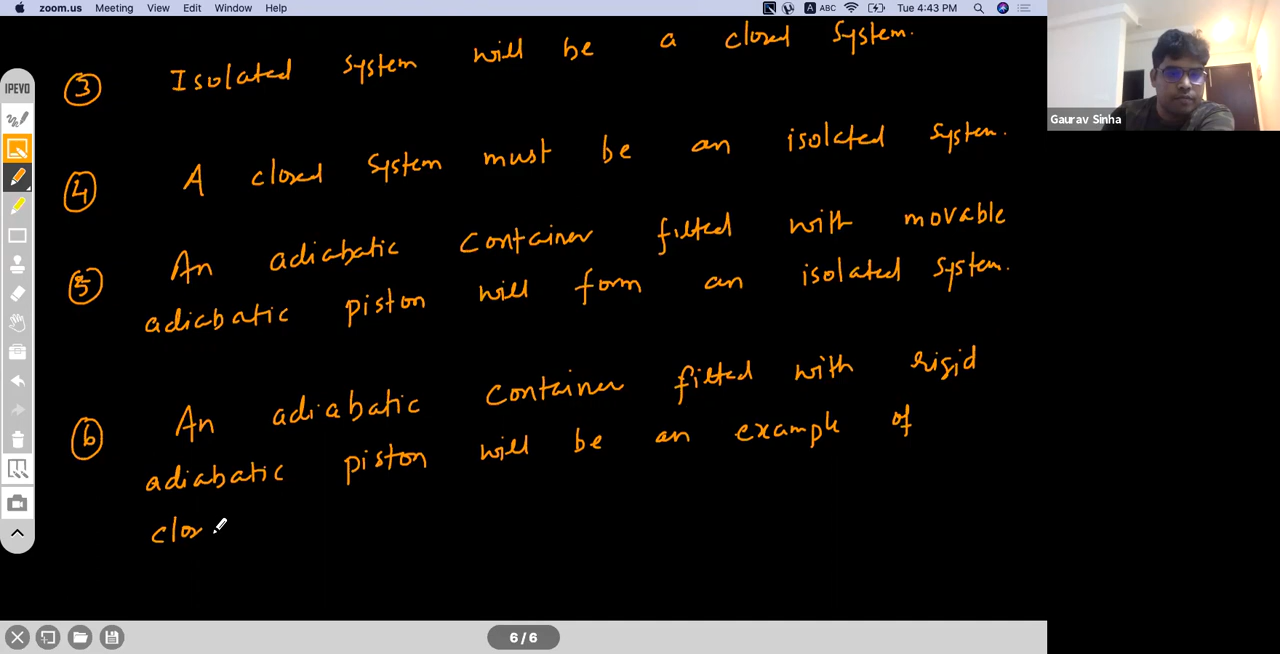 zoom.us Meeting View Edit Window Help
A ABC Tue 4:43 PM
IPEVO
Gaurav Sinha
③ Isolated system will be a closed system.
④ A closed system must be an isolated system.
⑤ An adiabatic container fitted with movable
adiabatic piston will form an isolated system.
⑥ An adiabatic container fitted with rigid
adiabatic piston will be an example of
clos
6 / 6